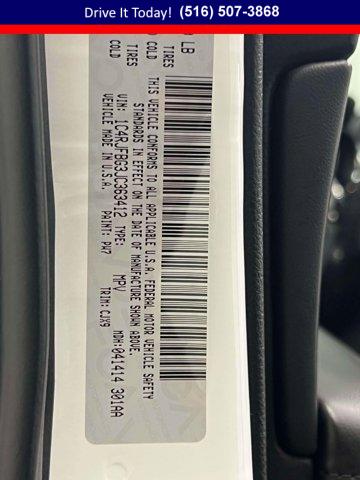 Drive It Today! (516) 507-3868
LB
TIRES COLD
TIRES COLD
THIS VEHICLE CONFORMS TO ALL APPLICABLE U.S.A. FEDERAL MOTOR VEHICLE SAFETY
STANDARDS IN EFFECT ON THE DATE OF MANUFACTURE SHOWN ABOVE.
VIN: 1C4RJFBG3JC363412 TYPE: MPV MDH: 041414 301AA
VEHICLE MADE IN U.S.A. PAINT: PW7 TRIM: CJX9